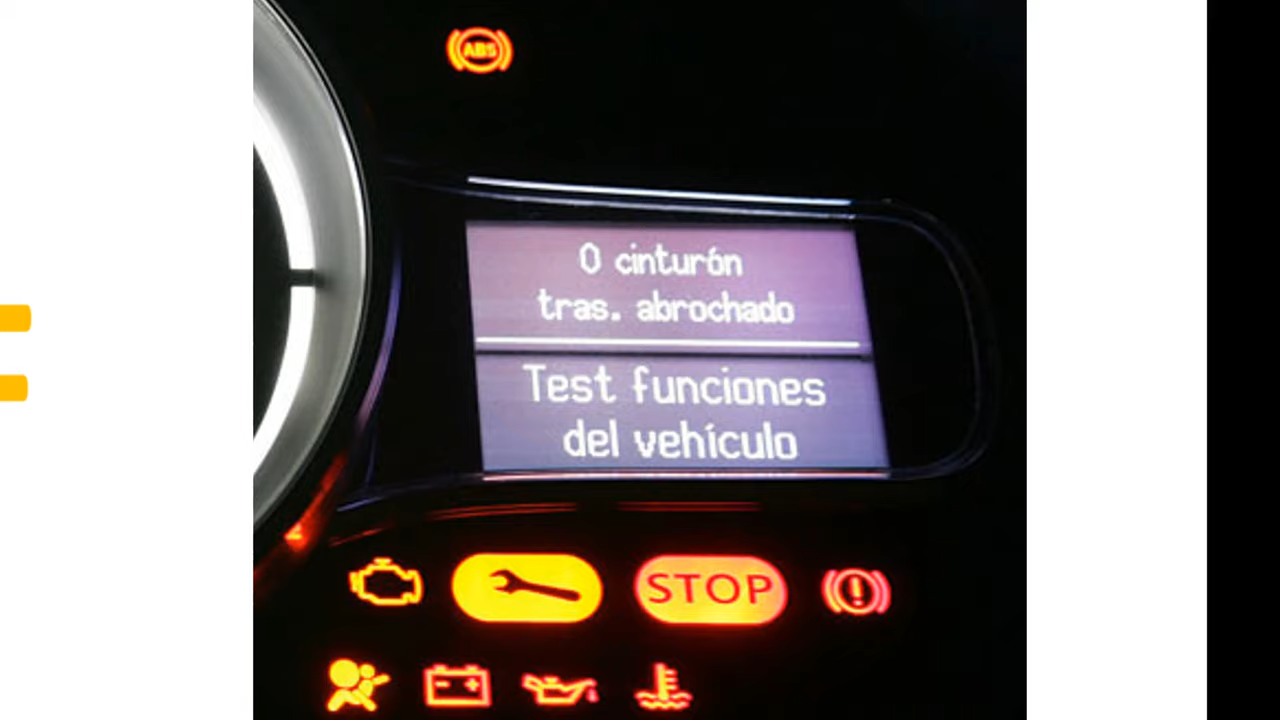 ABS
0 cinturón
tras. abrochado
Test funciones
del vehículo
STOP